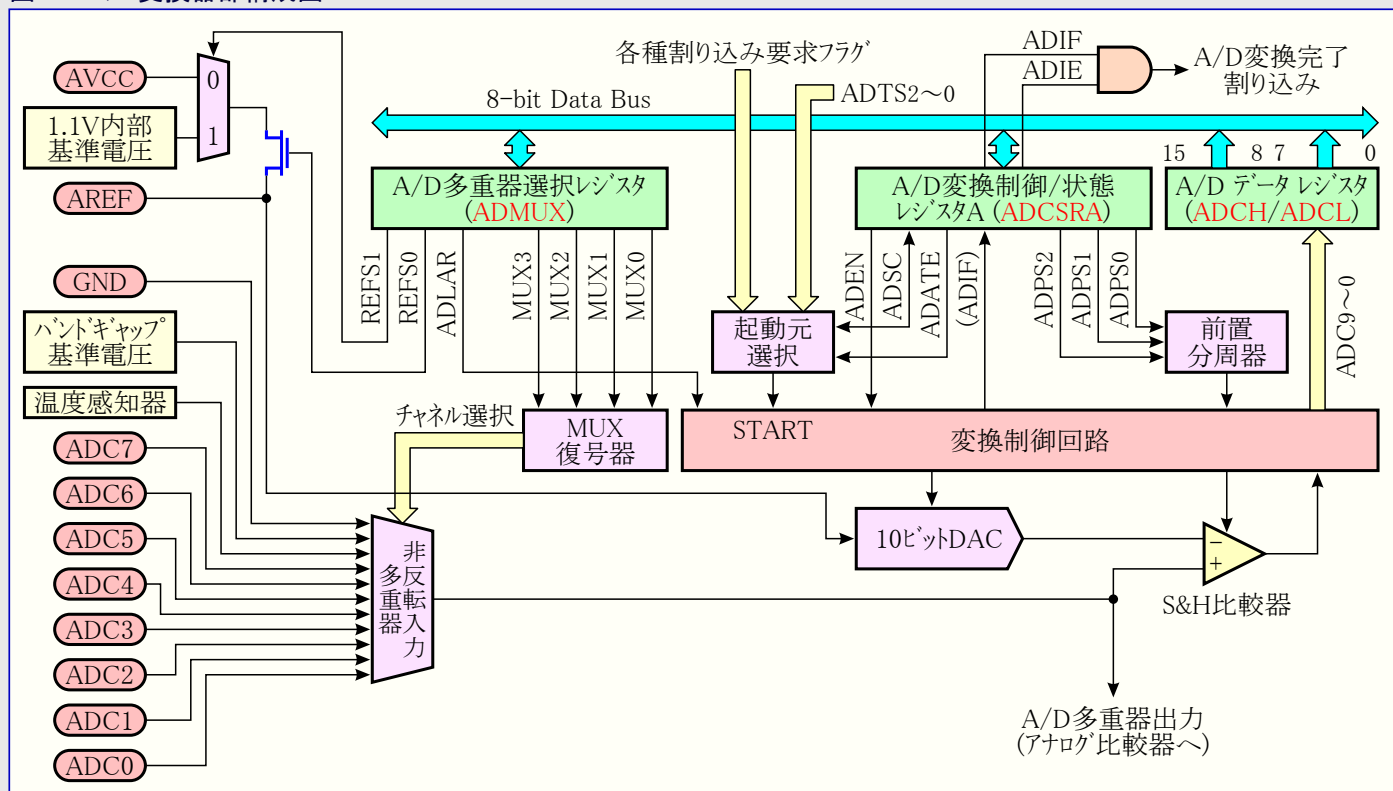 各種割り込み要求フラグ
ADIF
ADIE
A/D変換完了
割り込み
AVCC
0
1
1.1V内部
基準電圧
AREF
8-bit Data Bus
ADTS2～0
15
8 7
0
A/D多重器選択レジスタ
(ADMUX)
A/D変換制御/状態
レジスタA (ADCSRA)
A/D データ レジスタ
(ADCH/ADCL)
REFS1
REFS0
ADLAR
MUX3
MUX2
MUX1
MUX0
ADEN
ADSC
ADATE
(ADIF)
ADPS2
ADPS1
ADPS0
ADC9～0
GND
バンドギャップ
基準電圧
温度感知器
起動元
選択
前置
分周器
チャネル選択
MUX
復号器
START
変換制御回路
ADC7
ADC6
ADC5
ADC4
ADC3
ADC2
ADC1
ADC0
非反転入力
多重器
10ビットDAC
−
+
S&H比較器
A/D多重器出力
(アナログ比較器へ)